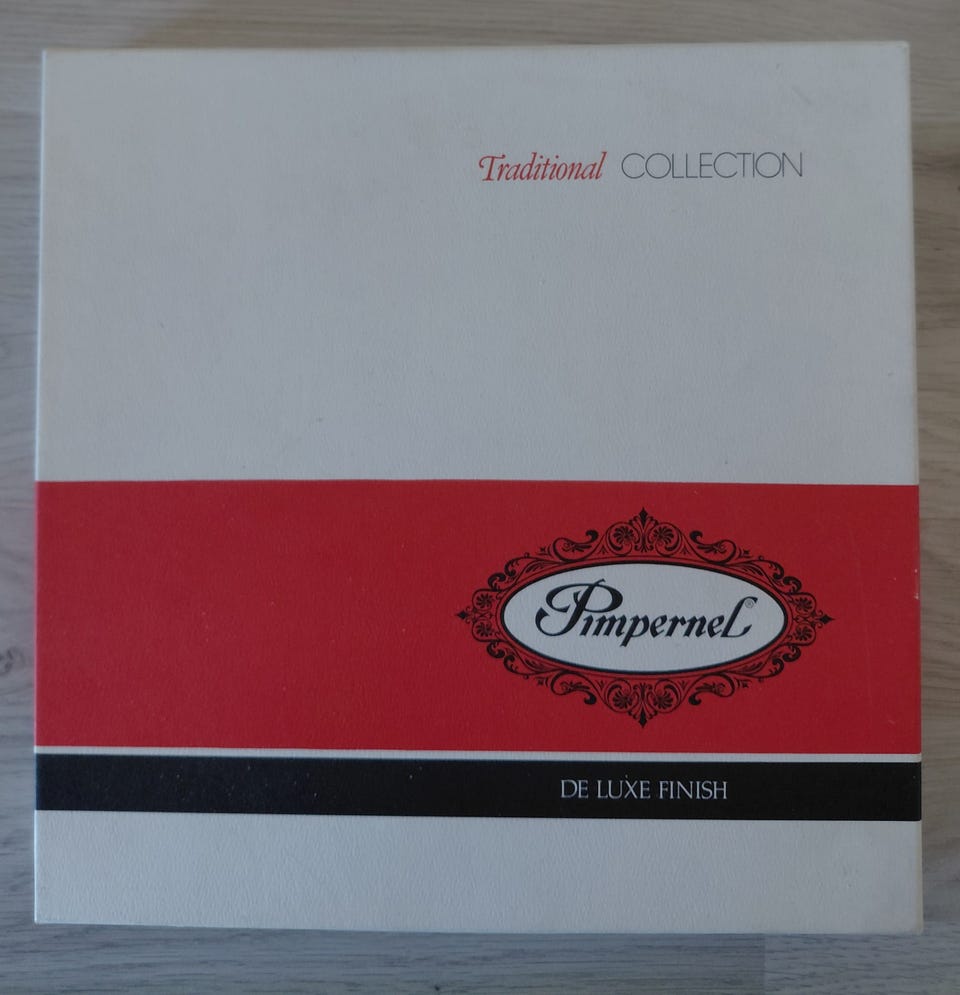 Traditional COLLECTION
Pimpernel®
DE LUXE FINISH